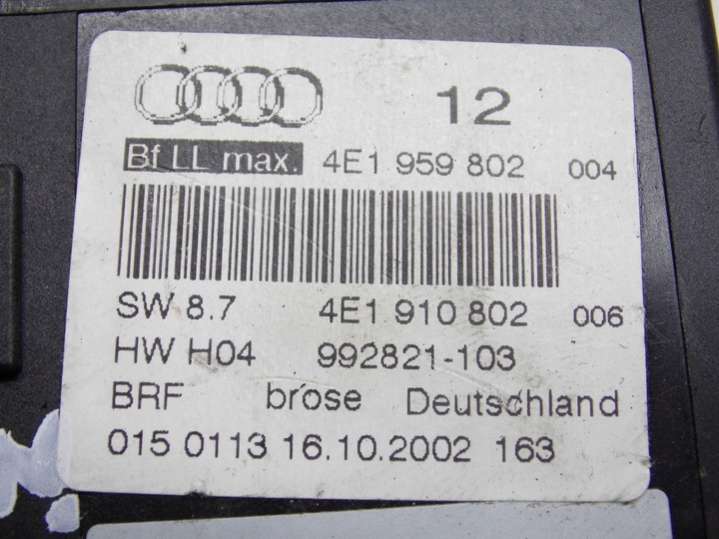 12
Bf LL max. 4E1 959 802 004
SW 8.7 4E1 910 802 006
HW H04 992821-103
BRF brose Deutschland
015 0113 16.10.2002 163